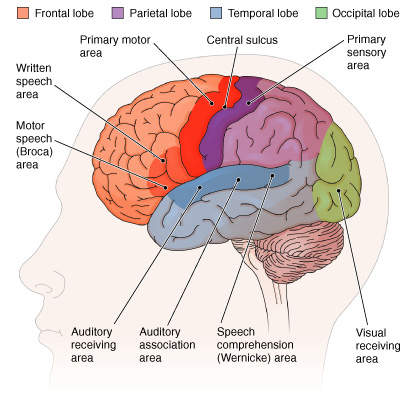 Frontal lobe
Parietal lobe
Temporal lobe
Occipital lobe
Primary motor
area
Central sulcus
Primary
sensory
area
Written
speech
area
Motor
speech
(Broca)
area
Auditory
receiving
area
Auditory
association
area
Speech
comprehension
(Wernicke) area
Visual
receiving
area